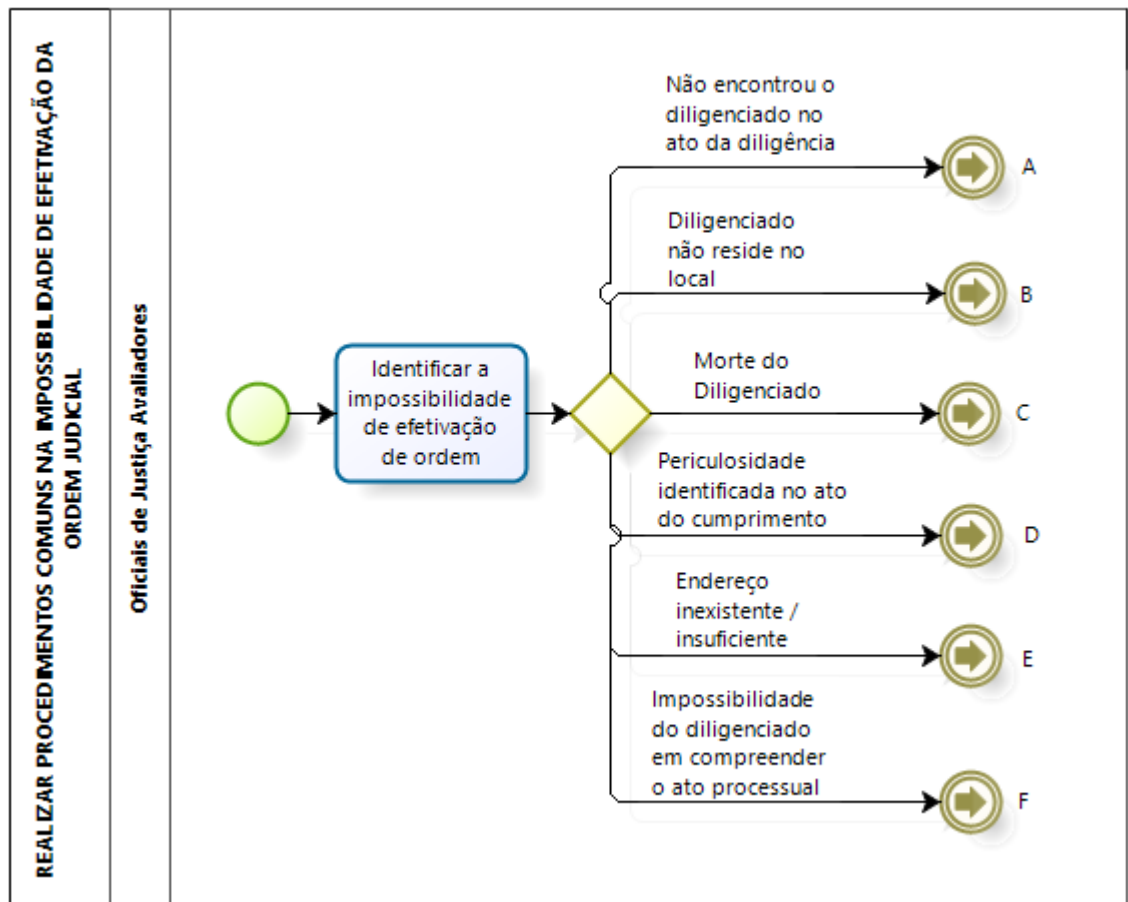 REALIZAR PROCEDIMENTOS COMUNS NA IMPOSSIBILIDADE DE EFETIVAÇÃO DA
ORDEM JUDICIAL
Oficiais de Justiça Avaliadores
Identificar a
impossibilidade
de efetivação
de ordem
Não encontrou o
diligenciado no
ato da diligência
A
Diligenciado
não reside no
local
B
Morte do
Diligenciado
C
Periculosidade
identificada no ato
do cumprimento
D
Endereço
inexistente /
insuficiente
E
Impossibilidade
do diligenciado
em compreender
o ato processual
F